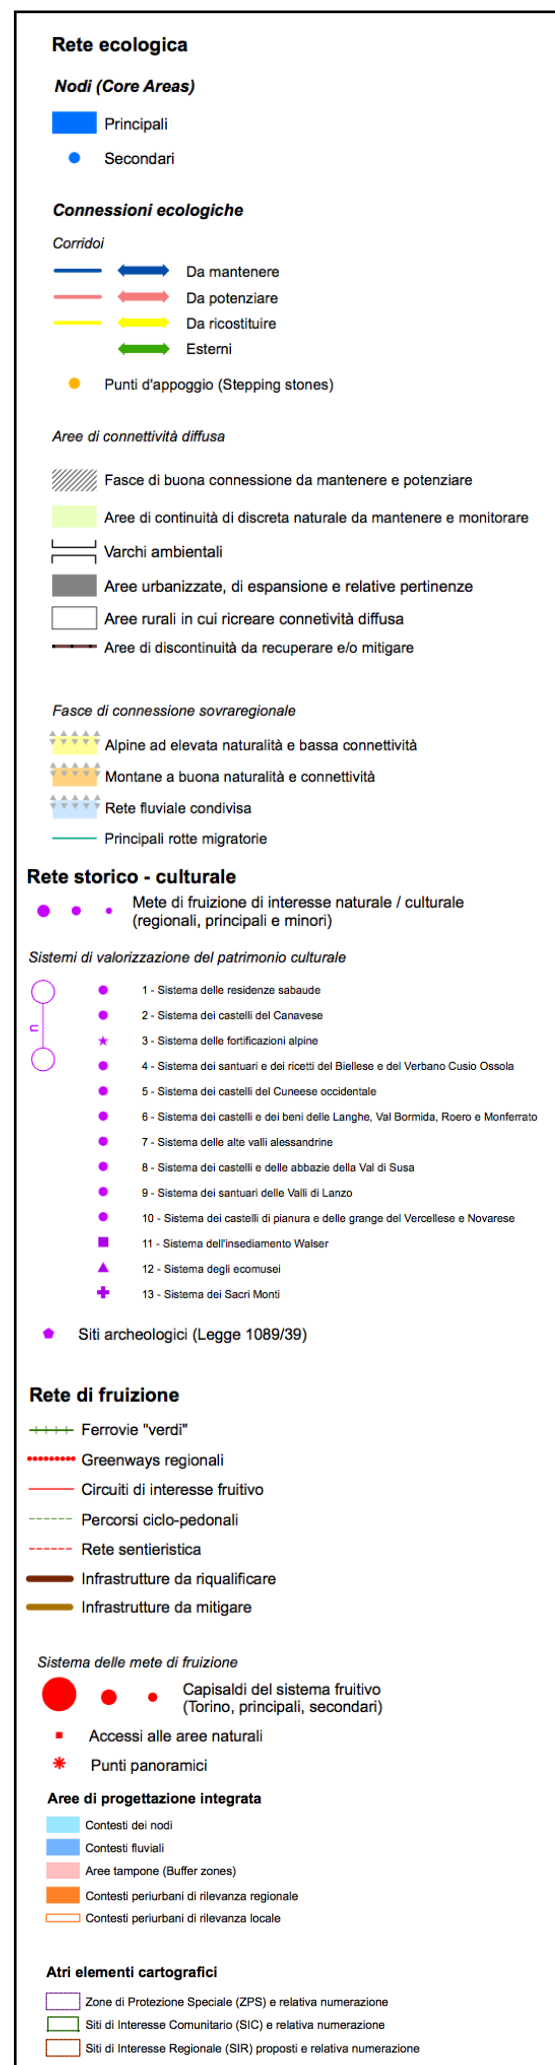 Rete ecologica
Nodi (Core Areas)
Principali
Secondari
Connessioni ecologiche
Corridoi
Da mantenere
Da potenziare
Da ricostituire
Esterni
Punti d'appoggio (Stepping stones)
Aree di connettività diffusa
Fasce di buona connessione da mantenere e potenziare
Aree di continuità di discreta naturale da mantenere e monitorare
Varchi ambientali
Aree urbanizzate, di espansione e relative pertinenze
Aree rurali in cui ricreare connetività diffusa
Aree di discontinuità da recuperare e/o mitigare
Fasce di connessione sovraregionale
Alpine ad elevata naturalità e bassa connettività
Montane a buona naturalità e connettività
Rete fluviale condivisa
Principali rotte migratorie
Rete storico - culturale
Mete di fruizione di interesse naturale / culturale
(regionali, principali e minori)
Sistemi di valorizzazione del patrimonio culturale
n
1 - Sistema delle residenze sabaude
2 - Sistema dei castelli del Canavese
3 - Sistema delle fortificazioni alpine
4 - Sistema dei santuari e dei ricetti del Biellese e del Verbano Cusio Ossola
5 - Sistema dei castelli del Cuneese occidentale
6 - Sistema dei castelli e dei beni delle Langhe, Val Bormida, Roero e Monferrato
7 - Sistema delle alte valli alessandrine
8 - Sistema dei castelli e delle abbazie della Val di Susa
9 - Sistema dei santuari delle Valli di Lanzo
10 - Sistema dei castelli di pianura e delle grange del Vercellese e Novarese
11 - Sistema dell'insediamento Walser
12 - Sistema degli ecomusei
13 - Sistema dei Sacri Monti
Siti archeologici (Legge 1089/39)
Rete di fruizione
Ferrovie "verdi"
Greenways regionali
Circuiti di interesse fruitivo
Percorsi ciclo-pedonali
Rete sentieristica
Infrastrutture da riqualificare
Infrastrutture da mitigare
Sistema delle mete di fruizione
Capisaldi del sistema fruitivo
(Torino, principali, secondari)
Accessi alle aree naturali
Punti panoramici
Aree di progettazione integrata
Contesti dei nodi
Contesti fluviali
Aree tampone (Buffer zones)
Contesti periurbani di rilevanza regionale
Contesti periurbani di rilevanza locale
Atri elementi cartografici
Zone di Protezione Speciale (ZPS) e relativa numerazione
Siti di Interesse Comunitario (SIC) e relativa numerazione
Siti di Interesse Regionale (SIR) proposti e relativa numerazione